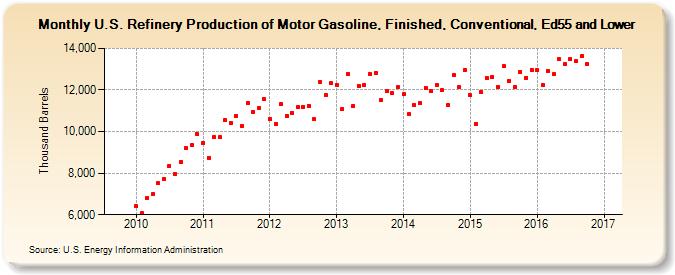 Monthly U.S. Refinery Production of Motor Gasoline, Finished, Conventional, Ed55 and Lower
Thousand Barrels
14,000
12,000
10,000
8,000
6,000
2010 2011 2012 2013 2014 2015 2016 2017
Source: U.S. Energy Information Administration